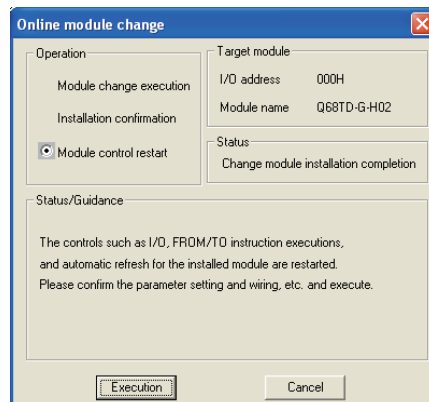 Online module change
Operation
Module change execution
Installation confirmation
Module control restart
Target module
I/O address 000H
Module name Q68TD-G-H02
Status
Change module installation completion
Status/Guidance
The controls such as I/O, FROM/TO instruction executions,
and automatic refresh for the installed module are restarted.
Please confirm the parameter setting and wiring, etc. and execute.
Execution Cancel